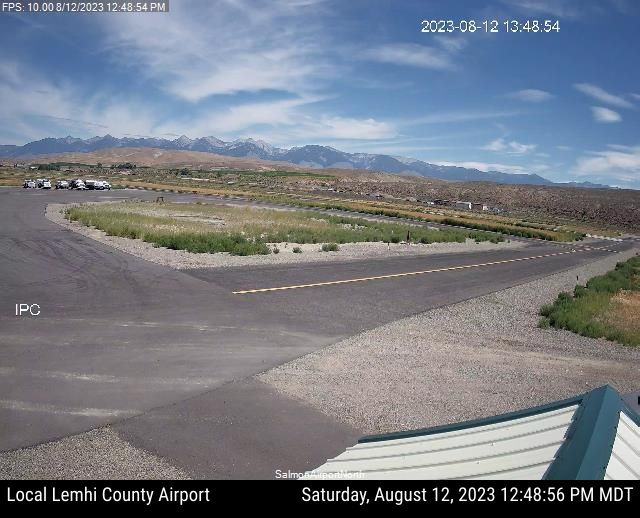 FPS: 10.00 8/12/2023 12:48:54 PM
2023-08-12 13:48:54
IPC
SalmonAirportNorth
Local Lemhi County Airport Saturday, August 12, 2023 12:48:56 PM MDT